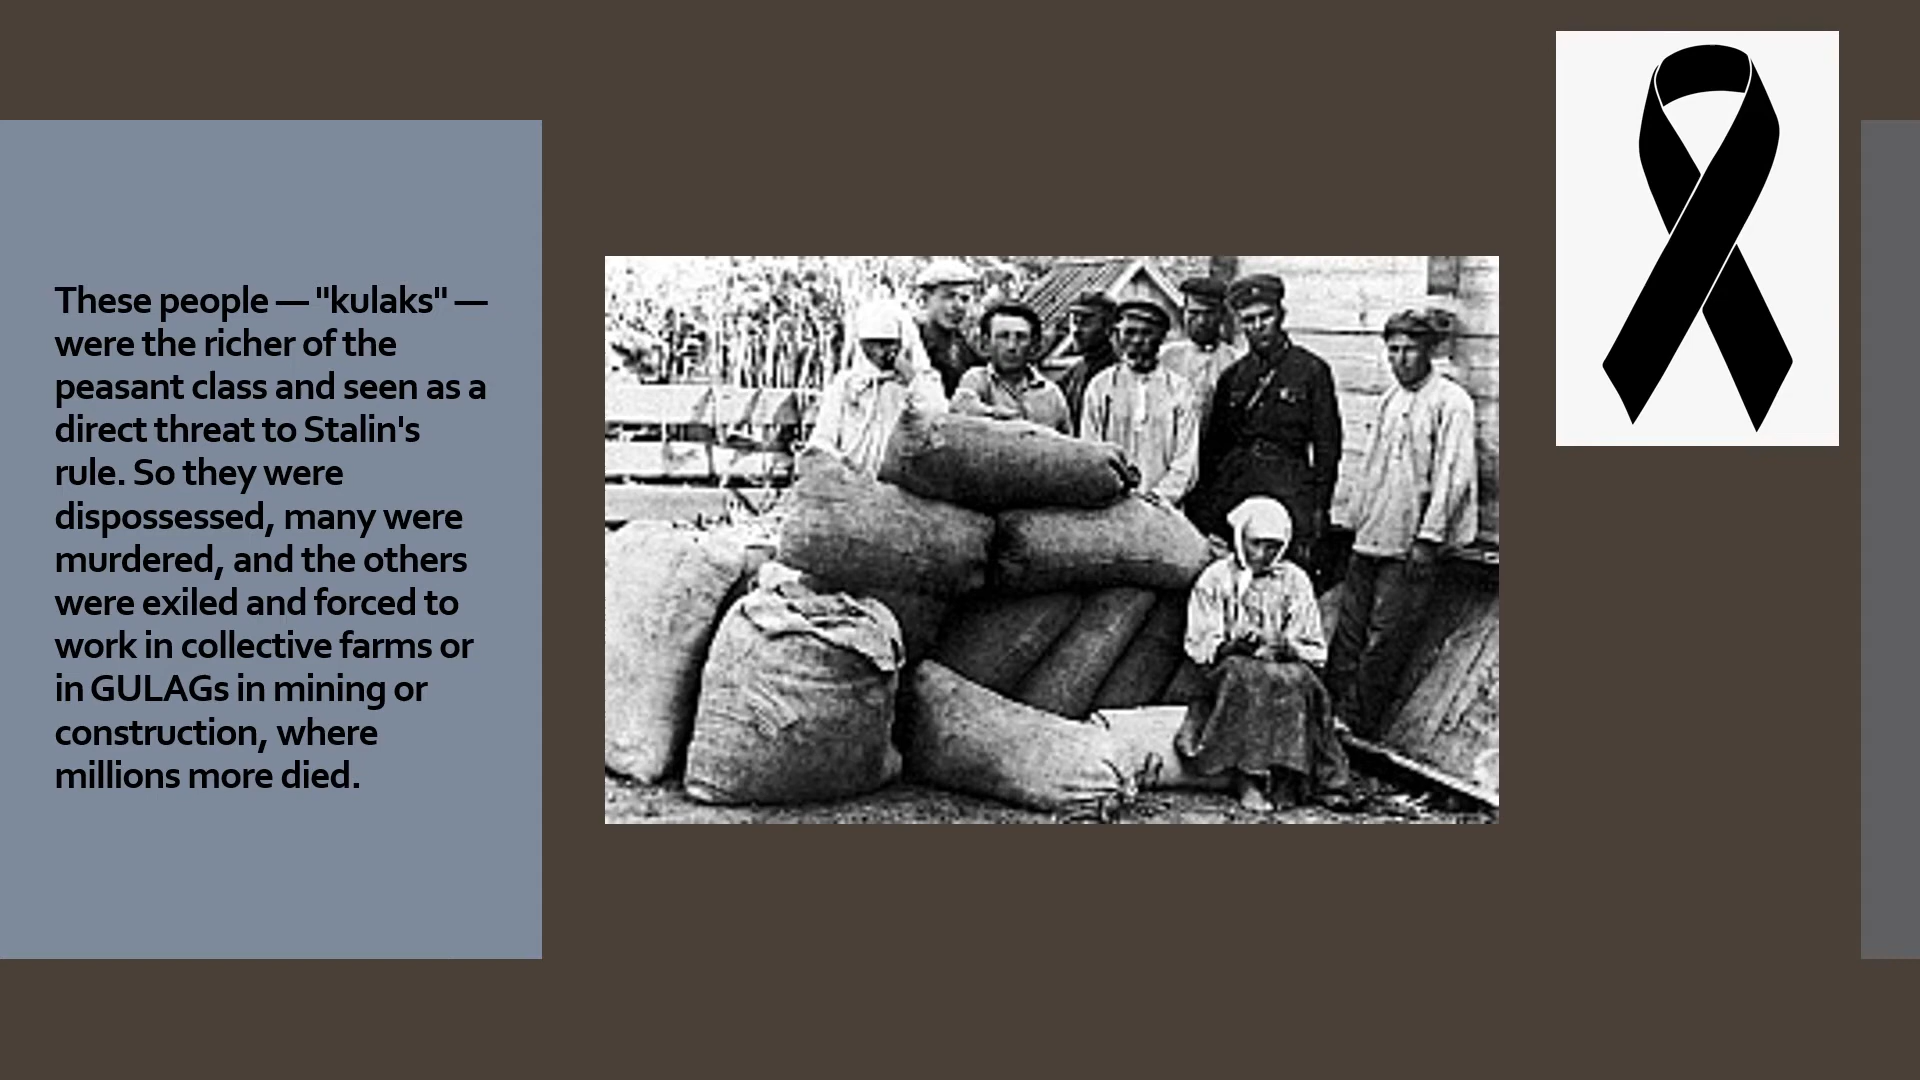 These people — "kulaks" —
were the richer of the
peasant class and seen as a
direct threat to Stalin's
rule. So they were
dispossessed, many were
murdered, and the others
were exiled and forced to
work in collective farms or
in GULAGs in mining or
construction, where
millions more died.